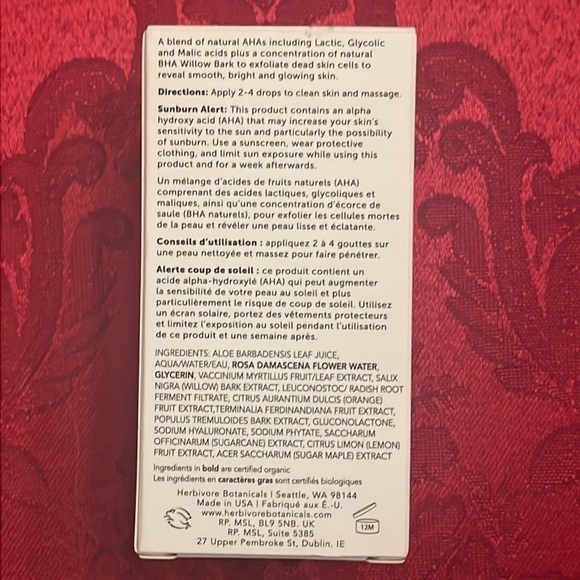 A blend of natural AHAs including Lactic, Glycolic
and Malic acids plus a concentration of natural
BHA Willow Bark to exfoliate dead skin cells to
reveal smooth, bright and glowing skin.
Directions: Apply 2-4 drops to clean skin and massage.
Sunburn Alert: This product contains an alpha
hydroxy acid (AHA) that may increase your skin's
sensitivity to the sun and particularly the possibility
of sunburn. Use a sunscreen, wear protective
clothing, and limit sun exposure while using this
product and for a week afterwards.
Un mélange d'acides de fruits naturels (AHA)
comprenant des acides lactiques, glycoliques et
maliques, ainsi qu'une concentration d'écorce de
saule (BHA naturels), pour exfolier les cellules mortes
de la peau et révéler une peau lisse et éclatante.
Conseils d'utilisation : appliquez 2 à 4 gouttes sur
une peau nettoyée et massez pour faire pénétrer.
Alerte coup de soleil : ce produit contient un
acide alpha-hydroxylé (AHA) qui peut augmenter
la sensibilité de votre peau au soleil et plus
particulièrement le risque de coup de soleil. Utilisez
un écran solaire, portez des vêtements protecteurs
et limitez l'exposition au soleil pendant l'utilisation
de ce produit et une semaine après.
INGREDIENTS: ALOE BARBADENSIS LEAF JUICE,
AQUA/WATER/EAU, ROSA DAMASCENA FLOWER WATER,
GLYCERIN, VACCINIUM MYRTILLUS FRUIT/LEAF EXTRACT, SALIX
NIGRA (WILLOW) BARK EXTRACT, LEUCONOSTOC/ RADISH ROOT
FERMENT FILTRATE, CITRUS AURANTIUM DULCIS (ORANGE)
FRUIT EXTRACT,TERMINALIA FERDINANDIANA FRUIT EXTRACT,
POPULUS TREMULOIDES BARK EXTRACT, GLUCONOLACTONE,
SODIUM HYALURONATE, SODIUM PHYTATE, SACCHARUM
OFFICINARUM (SUGARCANE) EXTRACT, CITRUS LIMON (LEMON)
FRUIT EXTRACT, ACER SACCHARUM (SUGAR MAPLE) EXTRACT
Ingredients in bold are certified organic
Les ingrédients en caractères gras sont certifiés biologiques
Herbivore Botanicals | Seattle, WA 98144
Made in USA | Fabriqué aux É.-U.
www.herbivorebotanicals.com
RP. MSL, BL9 5NB. UK
RP. MSL, Suite 5385
27 Upper Pembroke St, Dublin. IE
12M